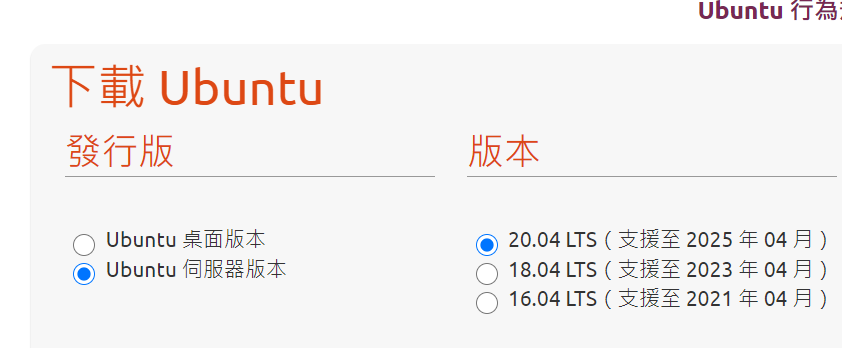 Ubuntu 行為
下載 Ubuntu
發行版
版本
Ubuntu 桌面版本
Ubuntu 伺服器版本
20.04 LTS ( 支援至 2025 年 04 月 )
18.04 LTS ( 支援至 2023 年 04 月 )
16.04 LTS ( 支援至 2021 年 04 月 )